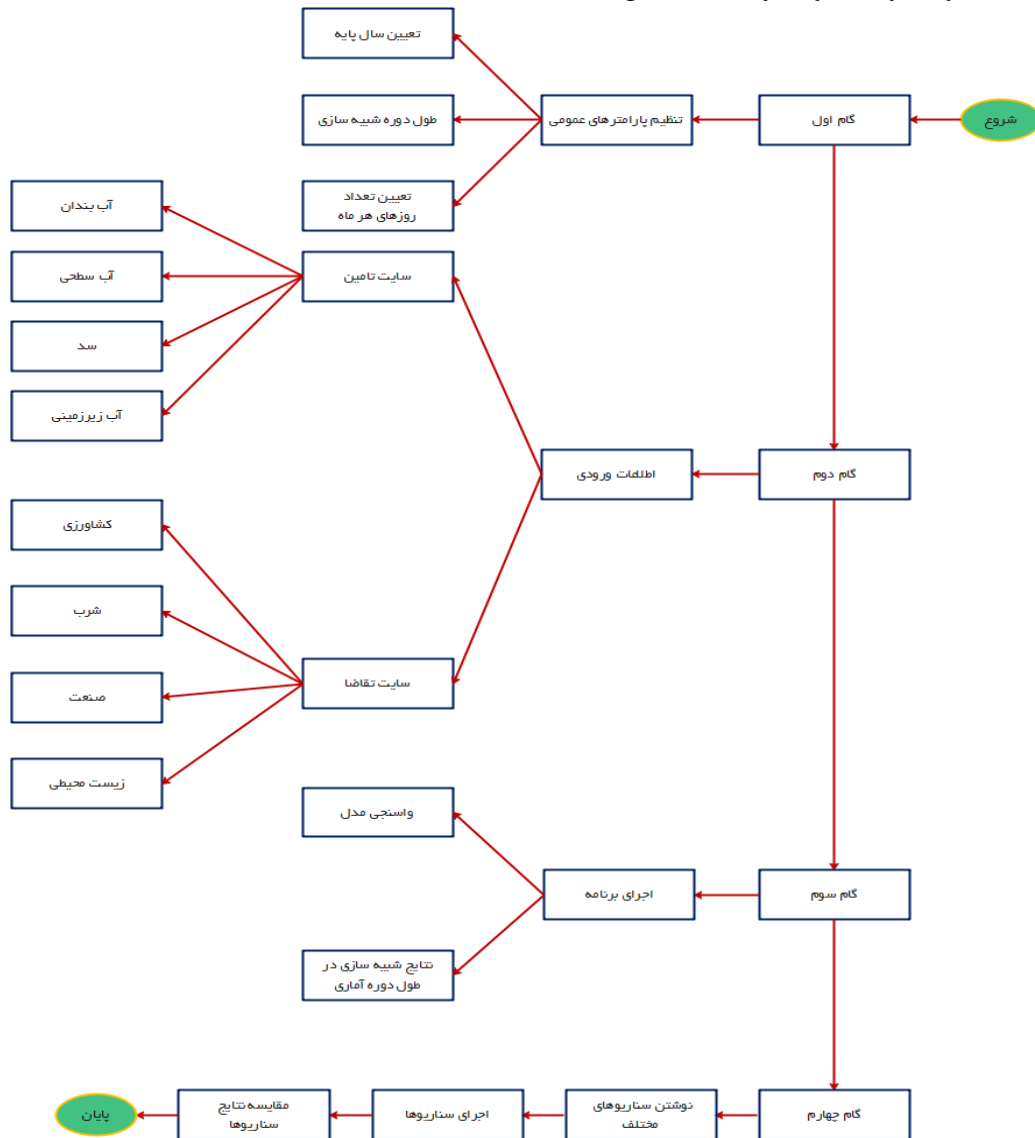 شروع
گام اول
تنظیم پارامترهای عمومی
تعیین سال پایه
طول دوره شبیه سازی
تعیین تعداد
روزهای هر ماه
گام دوم
اطلاعات ورودی
سایت تامین
آب بندان
آب سطحی
سد
آب زیرزمینی
سایت تقاضا
کشاورزی
شرب
صنعت
زیست محیطی
گام سوم
اجرای برنامه
واسنجی مدل
نتایج شبیه سازی در
طول دوره آماری
گام چهارم
نوشتن سناریوهای
مختلف
اجرای سناریوها
مقایسه نتایج
سناریوها
پایان